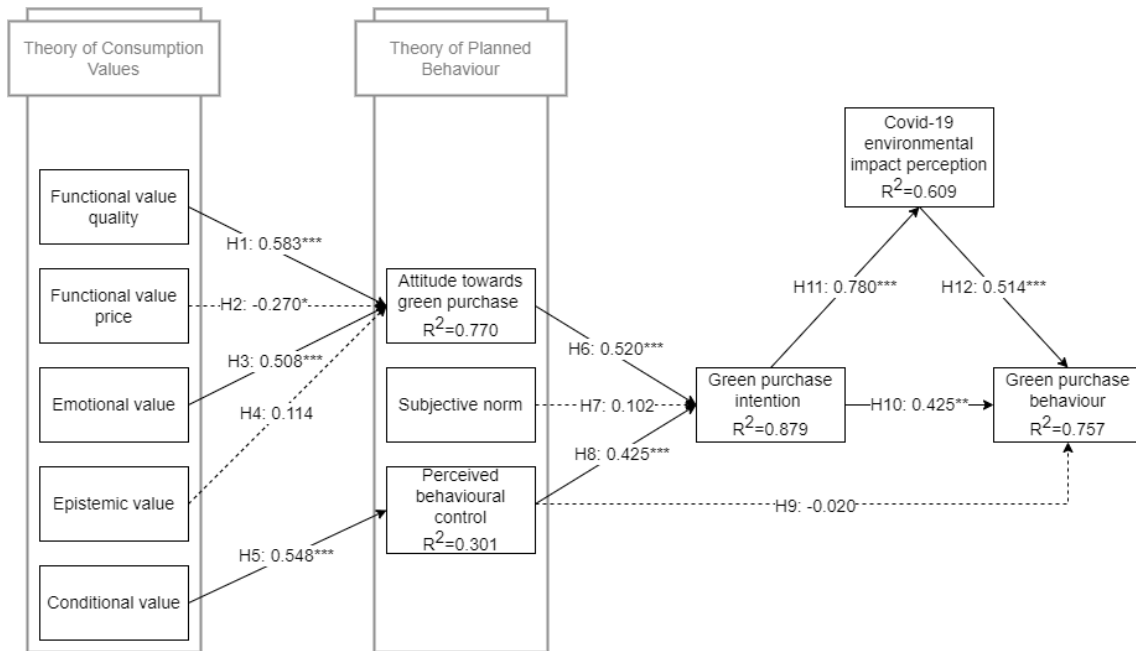 Theory of Consumption
Values
Theory of Planned
Behaviour
Covid-19
environmental
impact perception
R²=0.609
Functional value
quality
H1: 0.583***
Functional value
price
H2: -0.270*
Attitude towards
green purchase
R²=0.770
H11: 0.780***
H12: 0.514***
H3: 0.508***
H6: 0.520***
Emotional value
H4: 0.114
Subjective norm
H7: 0.102
Green purchase
intention
R²=0.879
H10: 0.425**
Green purchase
behaviour
R²=0.757
H8: 0.425***
Epistemic value
Perceived
behavioural
control
R²=0.301
H9: -0.020
H5: 0.548***
Conditional value